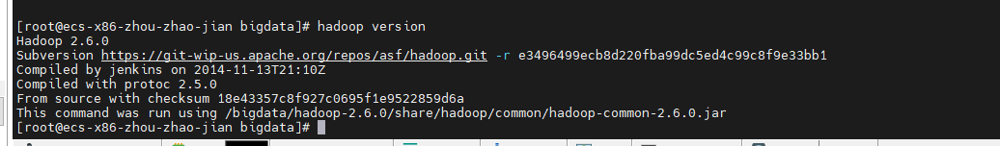 [root@ecs-x86-zhou-zhao-jian bigdata]# hadoop version
Hadoop 2.6.0
Subversion https://git-wip-us.apache.org/repos/asf/hadoop.git -r e3496499ecb8d220fba99dc5ed4c99c8f9e33bb1
Compiled by jenkins on 2014-11-13T21:10Z
Compiled with protoc 2.5.0
From source with checksum 18e43357c8f927c0695f1e9522859d6a
This command was run using /bigdata/hadoop-2.6.0/share/hadoop/common/hadoop-common-2.6.0.jar
[root@ecs-x86-zhou-zhao-jian bigdata]#